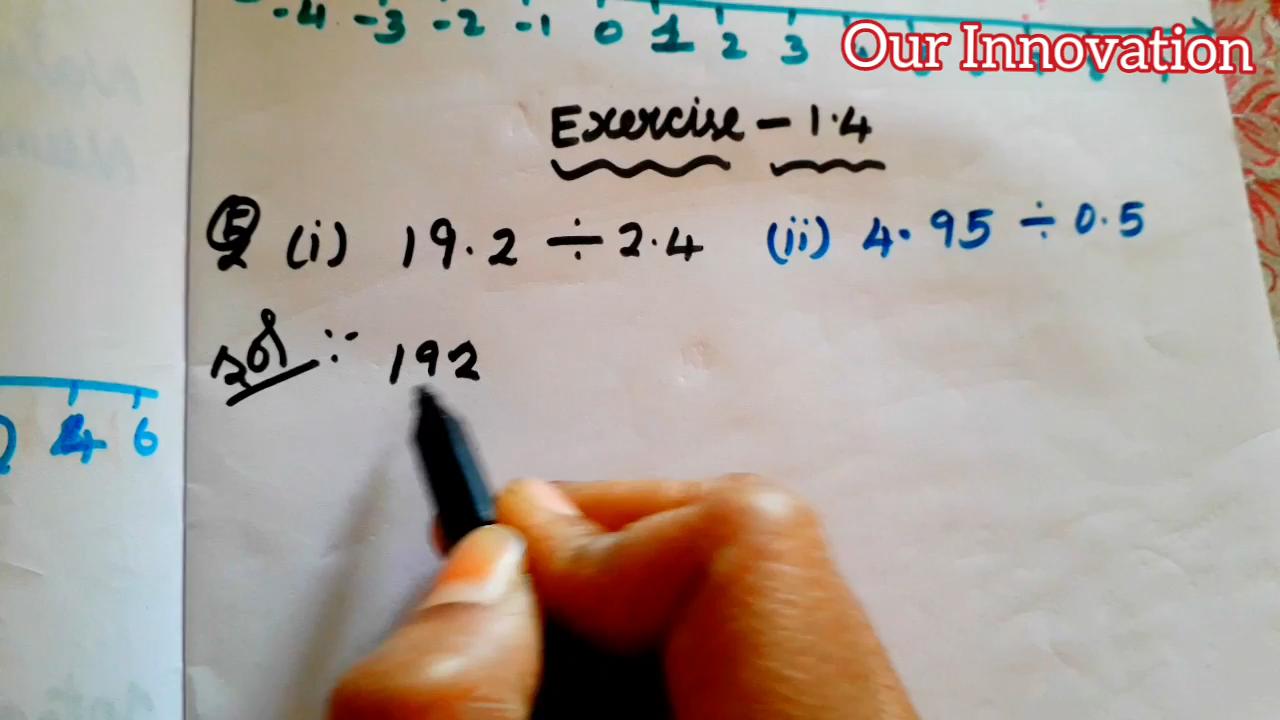 -4 -3 -2 -1 0 1 2 3 4
Our Innovation
Exercise - 1.4
(i) 19.2 ÷ 2.4 (ii) 4.95 ÷ 0.5
Sol :- 192
4 6